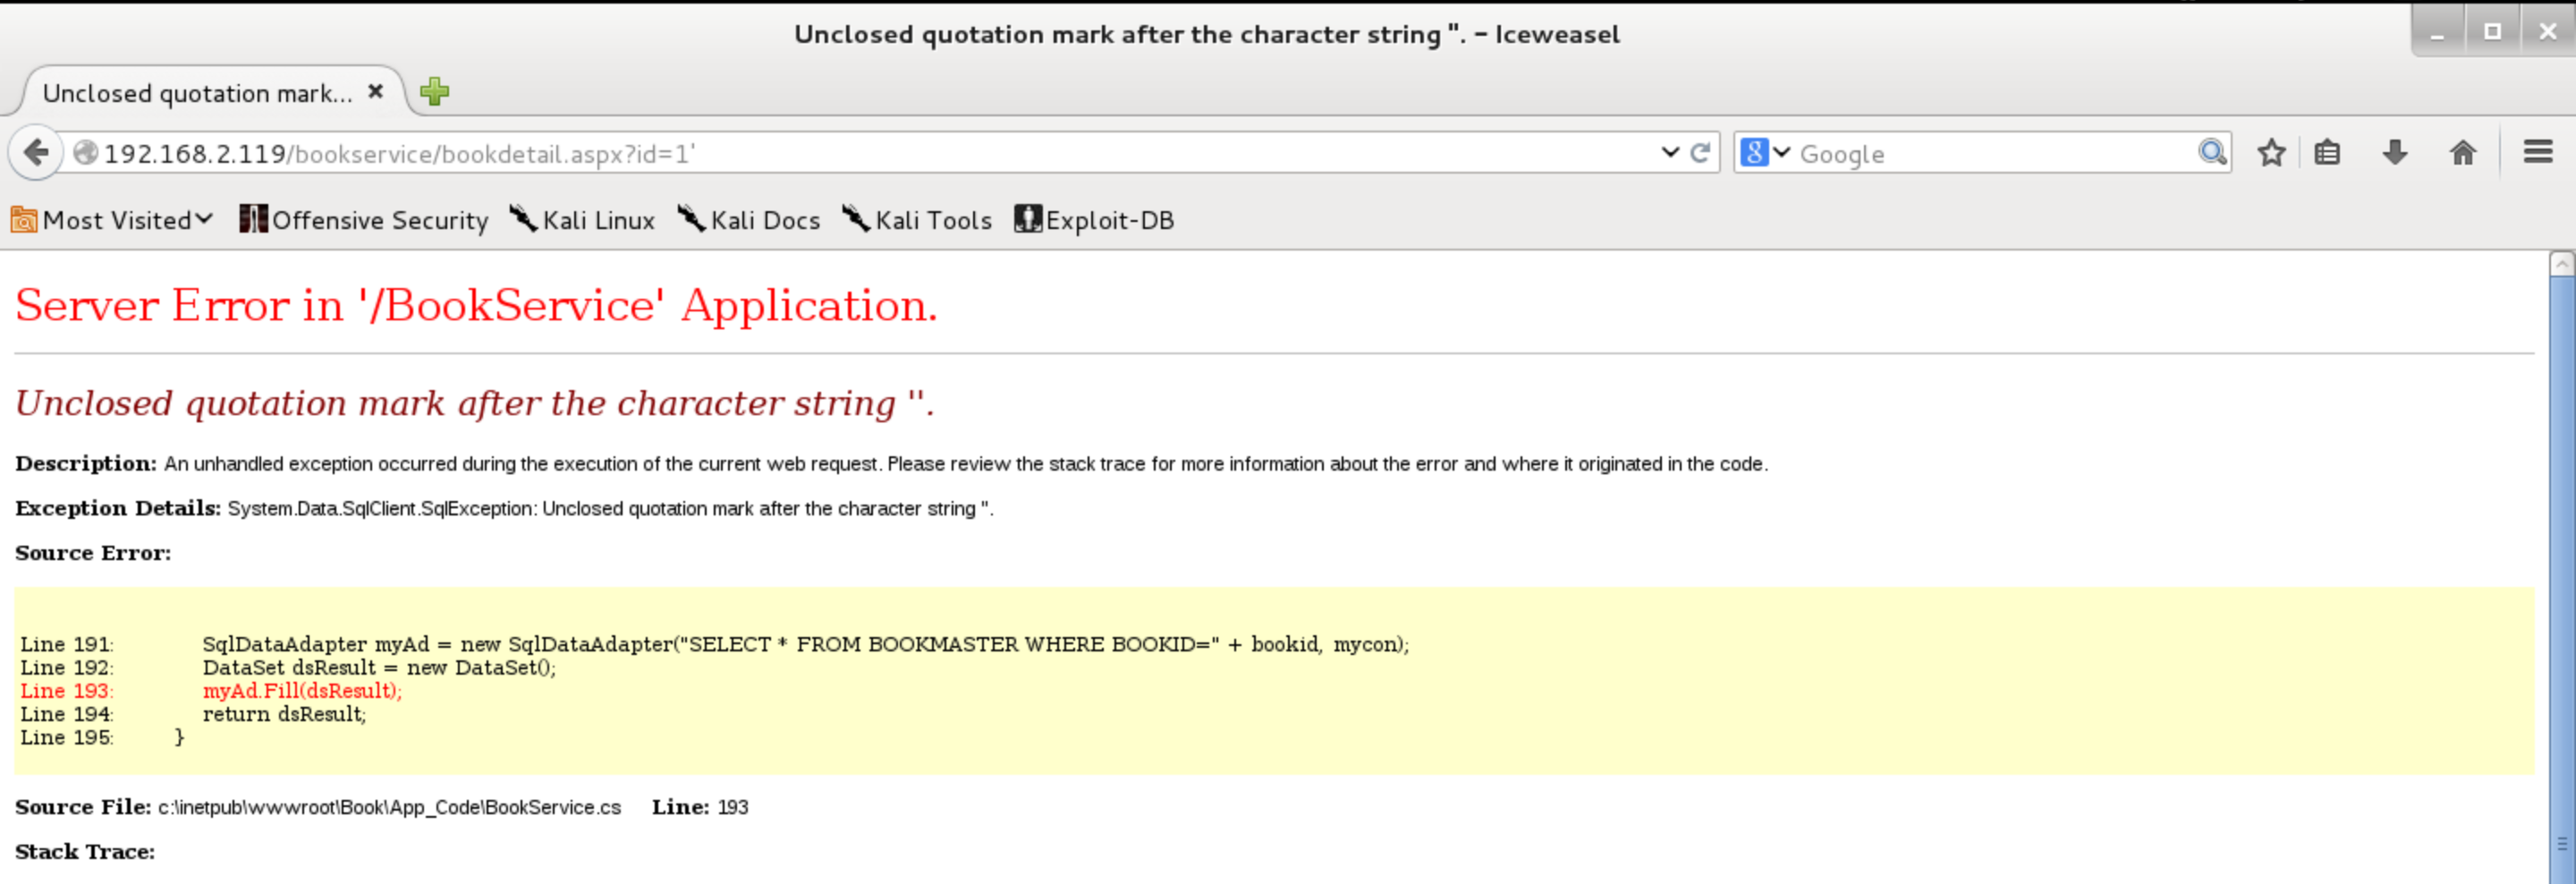 Unclosed quotation mark after the character string ''. - Iceweasel
Unclosed quotation mark...
192.168.2.119/bookservice/bookdetail.aspx?id=1'
Google
Most Visited Offensive Security Kali Linux Kali Docs Kali Tools Exploit-DB
Server Error in '/BookService' Application.
Unclosed quotation mark after the character string ''.
Description: An unhandled exception occurred during the execution of the current web request. Please review the stack trace for more information about the error and where it originated in the code.
Exception Details: System.Data.SqlClient.SqlException: Unclosed quotation mark after the character string ''.
Source Error:
Line 191: SqlDataAdapter myAd = new SqlDataAdapter("SELECT * FROM BOOKMASTER WHERE BOOKID=" + bookid, mycon);
Line 192: DataSet dsResult = new DataSet();
Line 193: myAd.Fill(dsResult);
Line 194: return dsResult;
Line 195: }
Source File: c:\inetpub\wwwroot\Book\App_Code\BookService.cs Line: 193
Stack Trace: